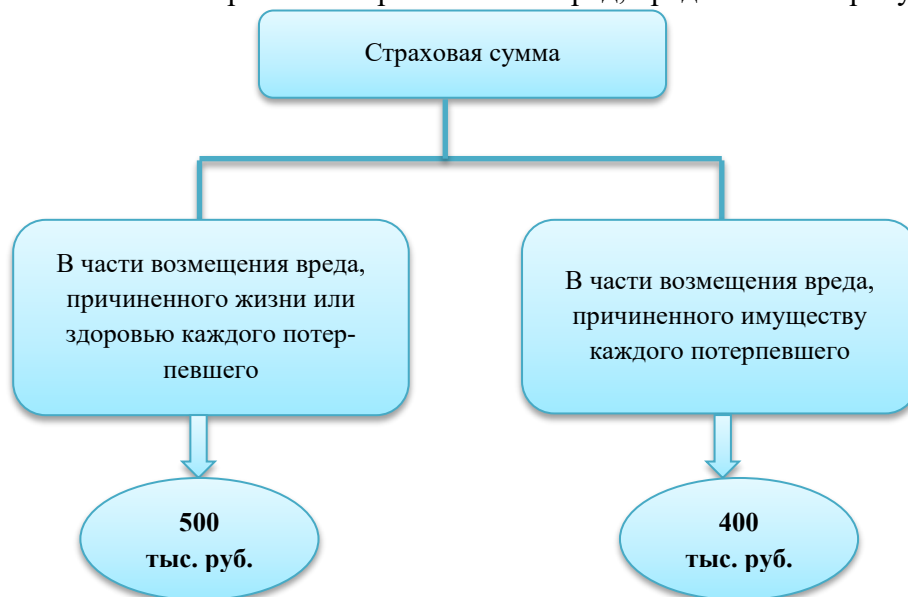 Страховая сумма
В части возмещения вреда,
причиненного жизни или
здоровью каждого потер-
певшего
В части возмещения вреда,
причиненного имуществу
каждого потерпевшего
500
тыс. руб.
400
тыс. руб.